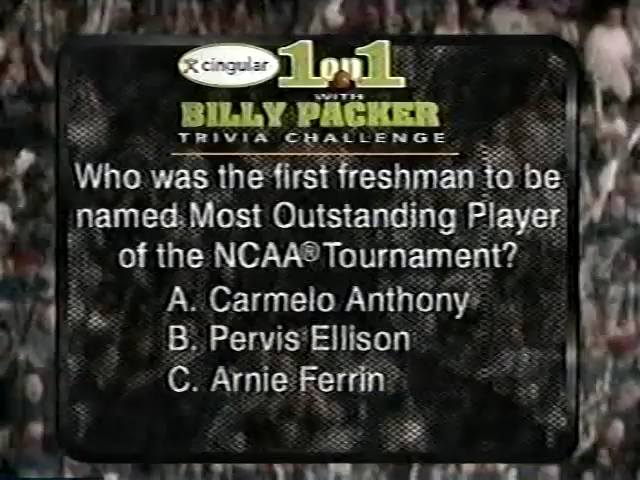 cingular
1 on 1
WITH
BILLY PACKER
TRIVIA CHALLENGE
Who was the first freshman to be
named Most Outstanding Player
of the NCAA® Tournament?
A. Carmelo Anthony
B. Pervis Ellison
C. Arnie Ferrin